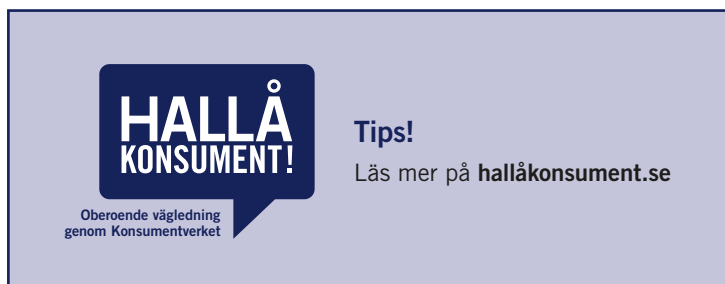 HALLÅ
KONSUMENT!
Oberoende vägledning
genom Konsumentverket
Tips!
Läs mer på hallåkonsument.se